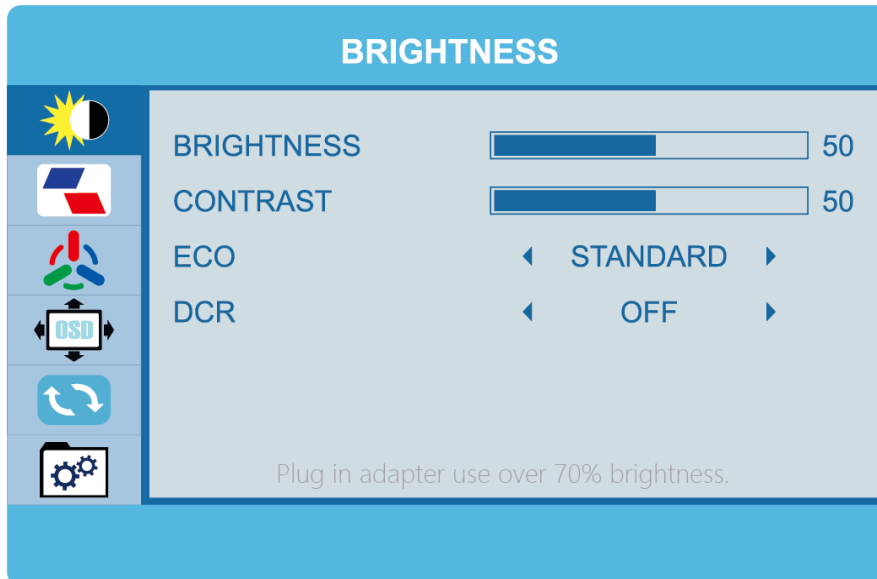 BRIGHTNESS
BRIGHTNESS 50
CONTRAST 50
ECO STANDARD
DCR OFF
OSD
Plug in adapter use over 70% brightness.